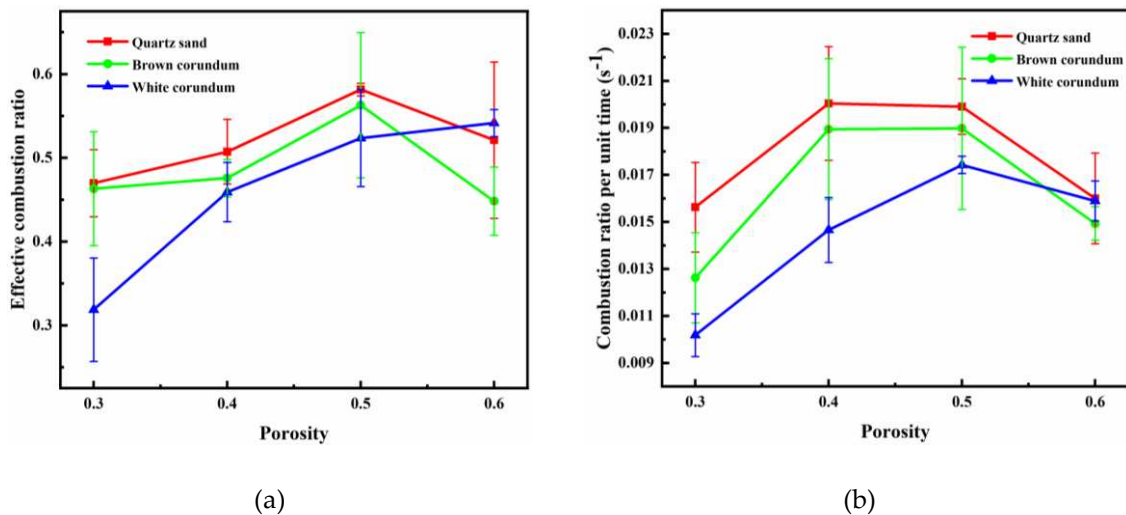 Quartz sand
Brown corundum
White corundum
0.6
0.5
0.4
0.3
Effective combustion ratio
0.3 0.4 0.5 0.6
Porosity
(a)
Quartz sand
Brown corundum
White corundum
0.023
0.021
0.019
0.017
0.015
0.013
0.011
0.009
Combustion ratio per unit time (s⁻¹)
0.3 0.4 0.5 0.6
Porosity
(b)